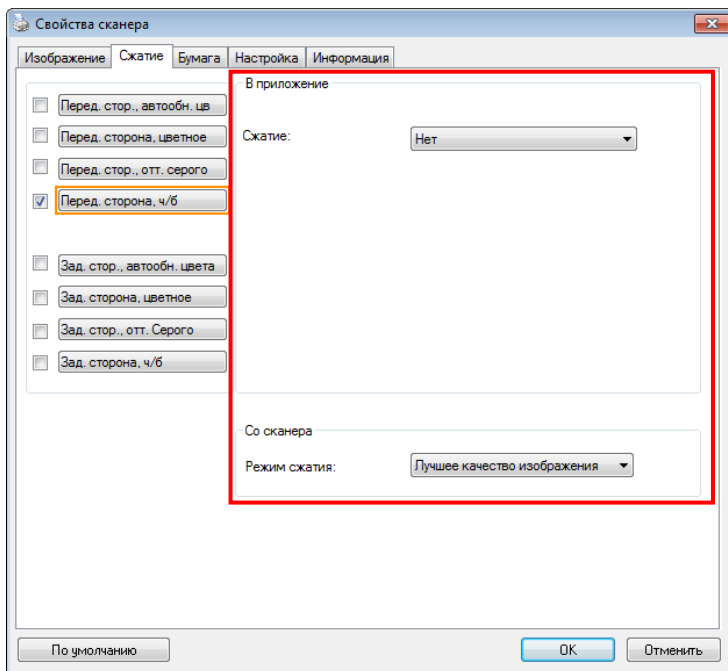 Свойства сканера
Изображение Сжатие Бумага Настройка Информация
В приложение
Перед. стор., автообн. цв
Перед. сторона, цветное
Сжатие: Нет
Перед. стор., отт. серого
Перед. сторона, ч/б
Зад. стор., автообн. цвета
Зад. сторона, цветное
Зад. стор., отт. Серого
Зад. сторона, ч/б
Со сканера
Режим сжатия: Лучшее качество изображения
По умолчанию OK Отменить